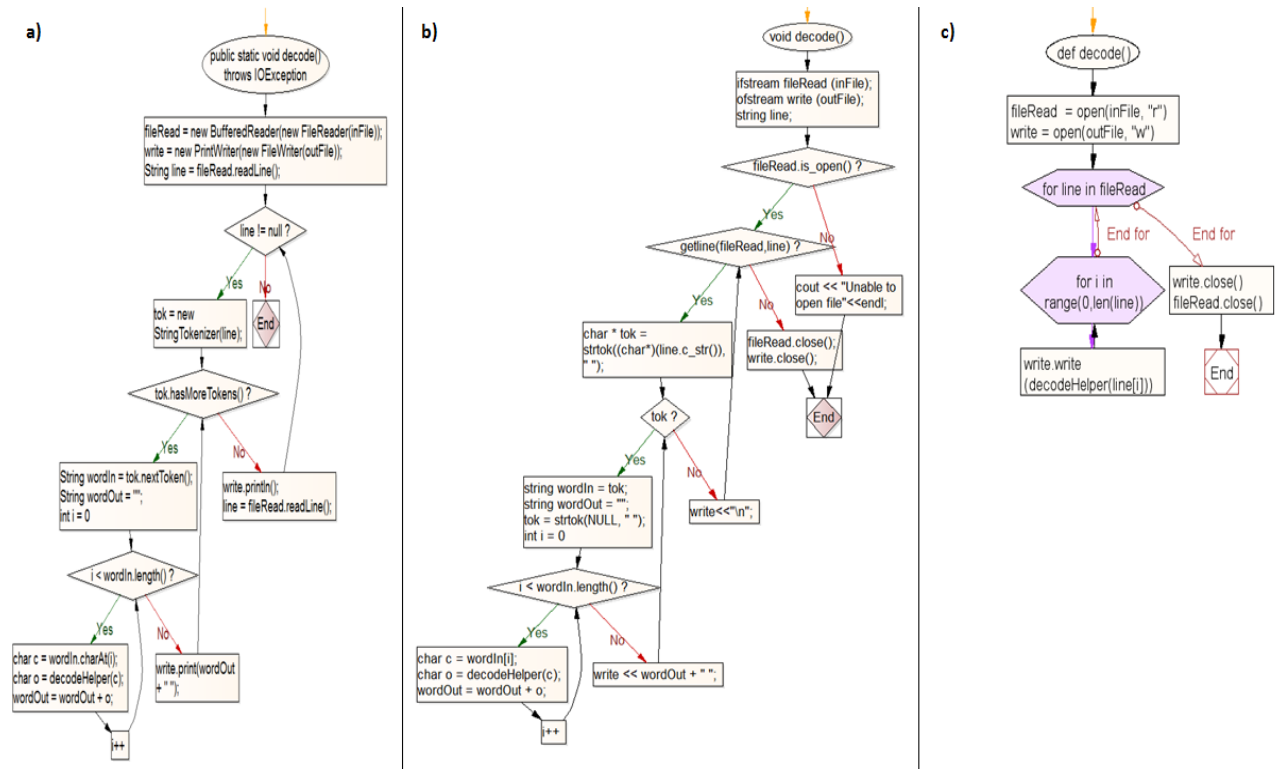 a)
public static void decode()
throws IOException
fileRead = new BufferedReader(new FileReader(inFile));
write = new PrintWriter(new FileWriter(outFile));
String line = fileRead.readLine();
line != null ?
Yes
No
tok = new
StringTokenizer(line);
End
tok.hasMoreTokens() ?
Yes
No
String wordIn = tok.nextToken();
String wordOut = "";
int i = 0
write.println();
line = fileRead.readLine();
i < wordIn.length() ?
Yes
No
char c = wordIn.charAt(i);
char o = decodeHelper(c);
wordOut = wordOut + o;
write.print(wordOut
+ " ");
i++
b)
void decode()
ifstream fileRead (inFile);
ofstream write (outFile);
string line;
fileRead.is_open() ?
Yes
No
getline(fileRead,line) ?
cout << "Unable to
open file"<<endl;
Yes
No
char * tok =
strtok((char*)(line.c_str()),
" ");
fileRead.close();
write.close();
End
tok ?
Yes
No
string wordIn = tok;
string wordOut = "";
tok = strtok(NULL, " ");
int i = 0
write<<"\n";
i < wordIn.length() ?
Yes
No
char c = wordIn[i];
char o = decodeHelper(c);
wordOut = wordOut + o;
write << wordOut + " ";
i++
c)
def decode()
fileRead = open(inFile, "r")
write = open(outFile, "w")
for line in fileRead
End for
End for
for i in
range(0,len(line))
write.close()
fileRead.close()
write.write
(decodeHelper(line[i]))
End